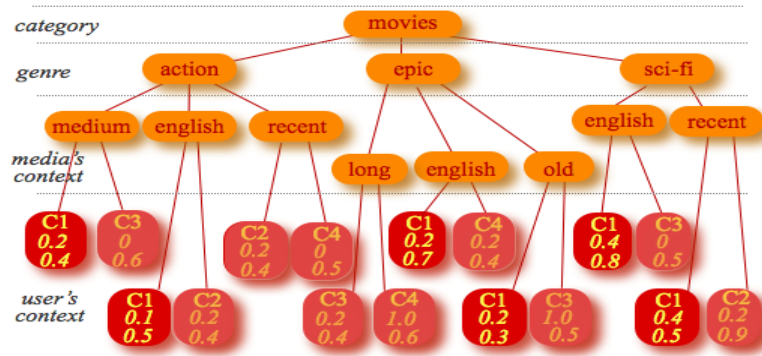 category
movies
genre
action epic sci-fi
medium english recent
english recent
media's
context
long english old
C1
0.2
0.4
C3
0
0.6
C2
0.2
0.4
C4
0
0.5
C1
0.2
0.7
C4
0.2
0.4
C1
0.4
0.8
C3
0
0.5
user's
context
C1
0.1
0.5
C2
0.2
0.4
C3
0.2
0.4
C4
1.0
0.6
C1
0.2
0.3
C3
1.0
0.5
C1
0.4
0.5
C2
0.2
0.9